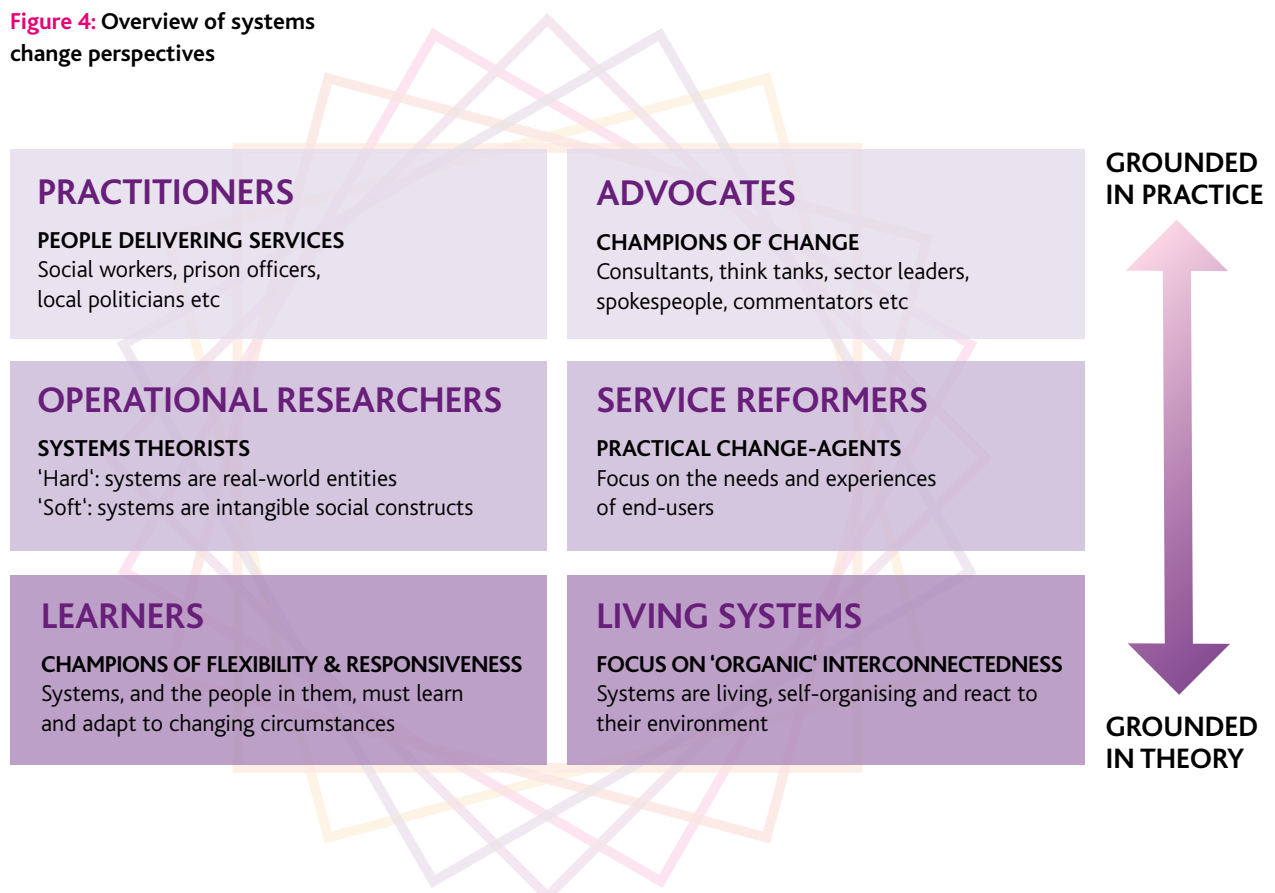 Figure 4: Overview of systems
change perspectives
PRACTITIONERS
PEOPLE DELIVERING SERVICES
Social workers, prison officers,
local politicians etc
ADVOCATES
CHAMPIONS OF CHANGE
Consultants, think tanks, sector leaders,
spokespeople, commentators etc
GROUNDED
IN PRACTICE
OPERATIONAL RESEARCHERS
SYSTEMS THEORISTS
‘Hard‘: systems are real-world entities
‘Soft‘: systems are intangible social constructs
SERVICE REFORMERS
PRACTICAL CHANGE-AGENTS
Focus on the needs and experiences
of end-users
LEARNERS
CHAMPIONS OF FLEXIBILITY & RESPONSIVENESS
Systems, and the people in them, must learn
and adapt to changing circumstances
LIVING SYSTEMS
FOCUS ON ‘ORGANIC‘ INTERCONNECTEDNESS
Systems are living, self-organising and react to
their environment
GROUNDED
IN THEORY